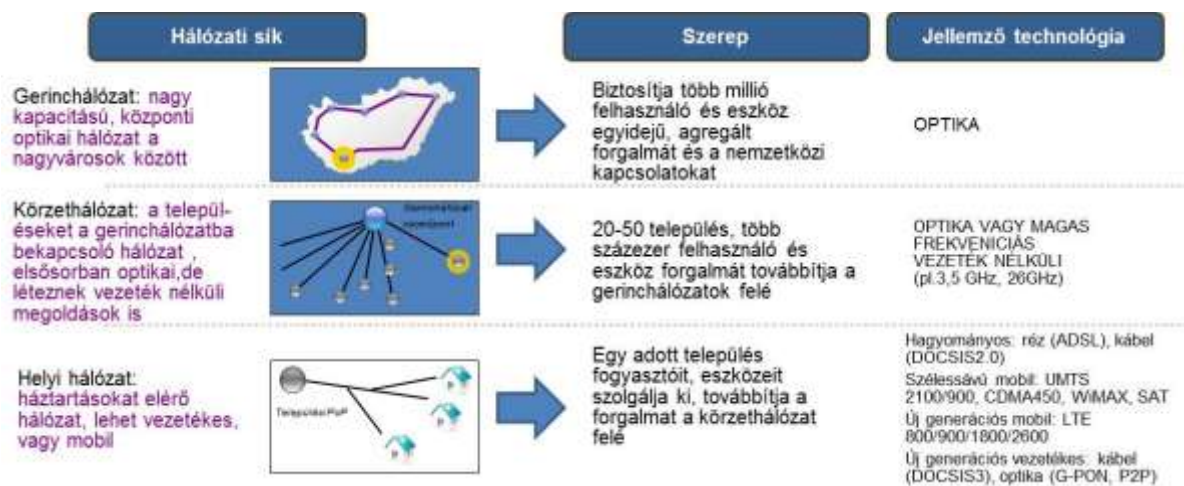 Hálózati sík
Szerep
Jellemző technológia
Gerinchálózat: nagy
kapacitású, központi
optikai hálózat a
nagyvárosok között
Biztosítja több millió
felhasználó és eszköz
egyidejű, agregált
forgalmát és a nemzetközi
kapcsolatokat
OPTIKA
Körzethálózat: a telepü-
léseket a gerinchálózatba
bekapcsoló hálózat ,
elsősorban optikai,de
léteznek vezeték nélküli
megoldások is
20-50 település, több
százezer felhasználó és
eszköz forgalmát továbbítja a
gerinchálózatok felé
OPTIKA VAGY MAGAS
FREKVENICIÁS
VEZETÉK NÉLKÜLI
(pl.3,5 GHz, 26GHz)
Helyi hálózat:
háztartásokat elérő
hálózat, lehet vezetékes,
vagy mobil
Települési PoP
Egy adott település
fogyasztóit, eszközeit
szolgálja ki, továbbítja a
forgalmat a körzethálózat
felé
Hagyományos: réz (ADSL), kábel
(DOCSIS2.0)
Szélessávú mobil: UMTS
2100/900, CDMA450, WiMAX, SAT
Új generációs mobil: LTE
800/900/1800/2600
Új generációs vezetékes: kábel
(DOCSIS3), optika (G-PON, P2P)